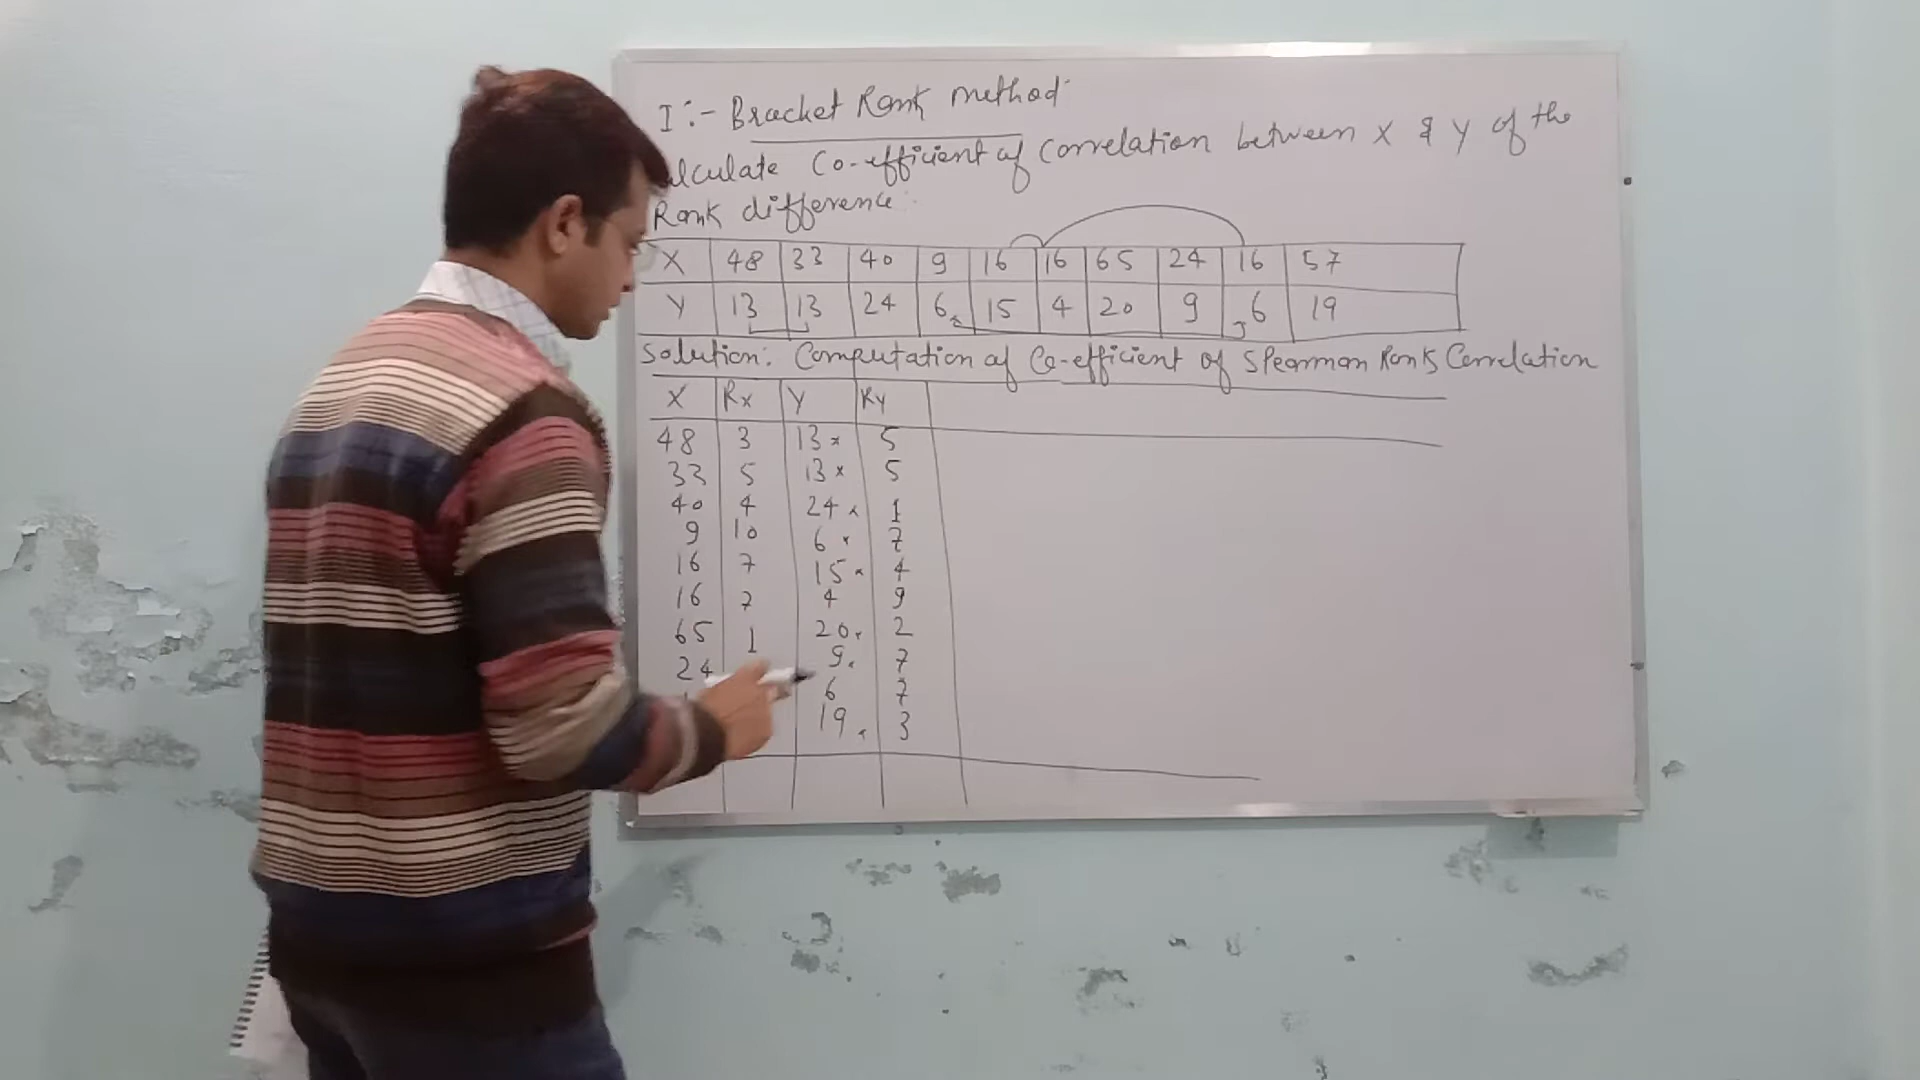 I :- Bracket Rank method
alculate Co-efficient of Correlation between X & Y of the
Rank difference
X 48 33 40 9 16 16 65 24 16 57
Y 13 13 24 6 15 4 20 9 6 19
Solution: Computation of Co-efficient of Spearman Ranks Correlation
X Rx Y Ry
48 3 13 5
33 5 13 5
40 4 24 1
9 10 6 7
16 7 15 4
16 7 4 9
65 1 20 2
24 9 7
6 7
19 3